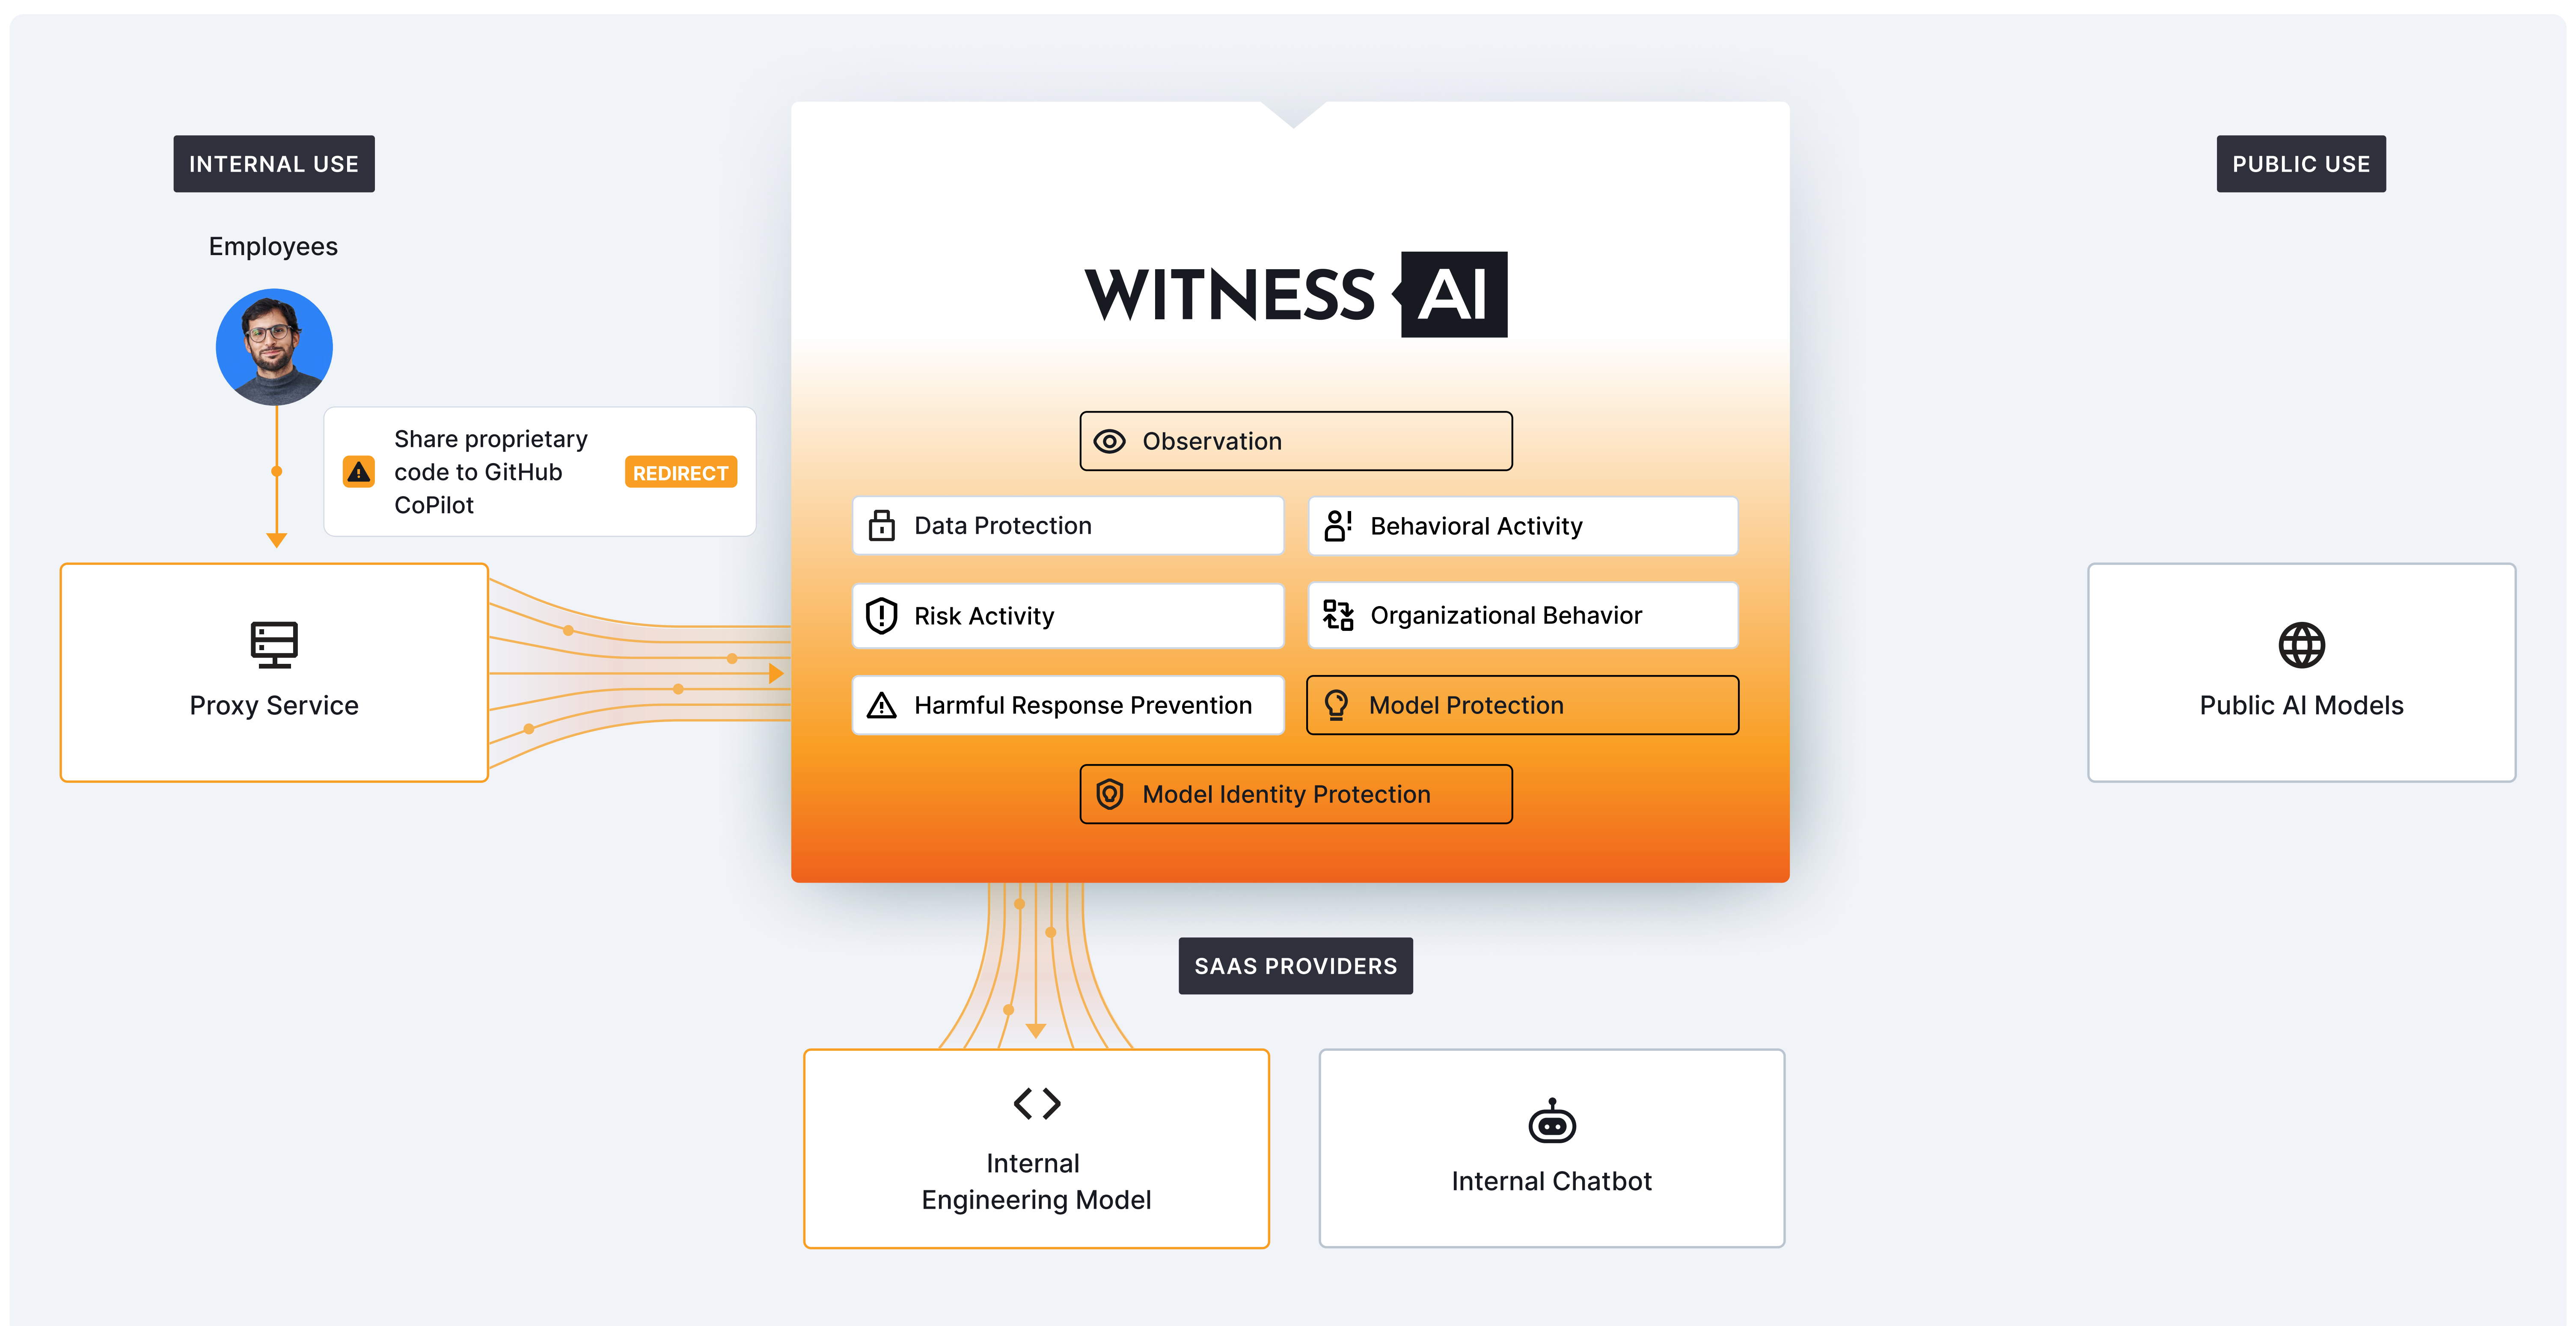 INTERNAL USE
PUBLIC USE
Employees
WITNESS AI
Share proprietary
code to GitHub
CoPilot
REDIRECT
Observation
Data Protection
Behavioral Activity
Risk Activity
Organizational Behavior
Harmful Response Prevention
Model Protection
Model Identity Protection
Proxy Service
Public AI Models
SAAS PROVIDERS
Internal
Engineering Model
Internal Chatbot